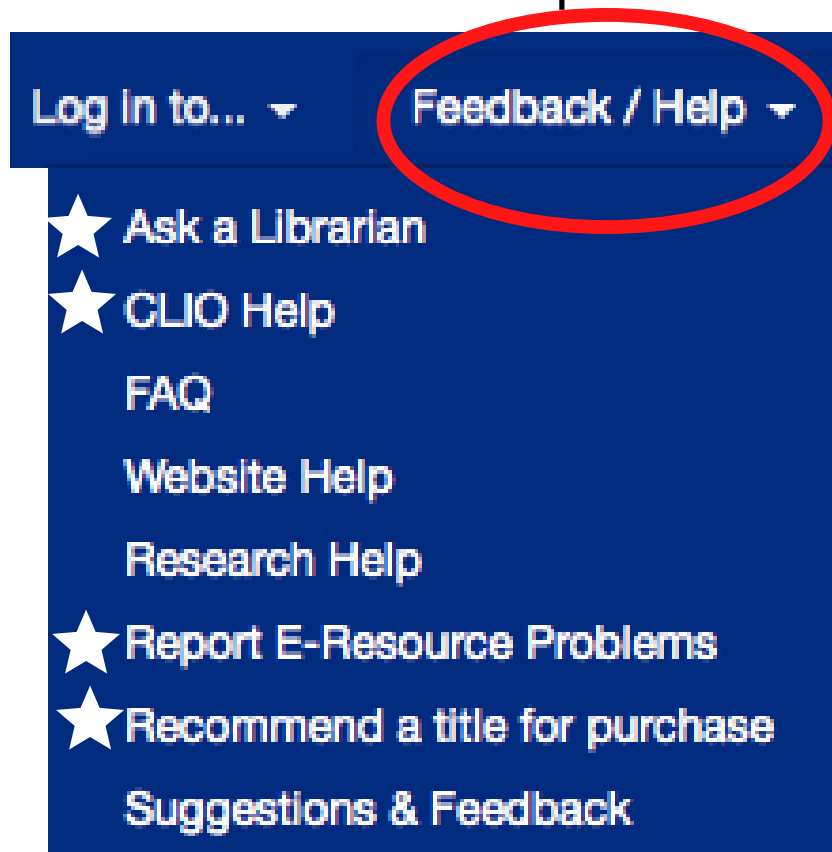 Log in to... Feedback / Help
Ask a Librarian
CLIO Help
FAQ
Website Help
Research Help
Report E-Resource Problems
Recommend a title for purchase
Suggestions & Feedback